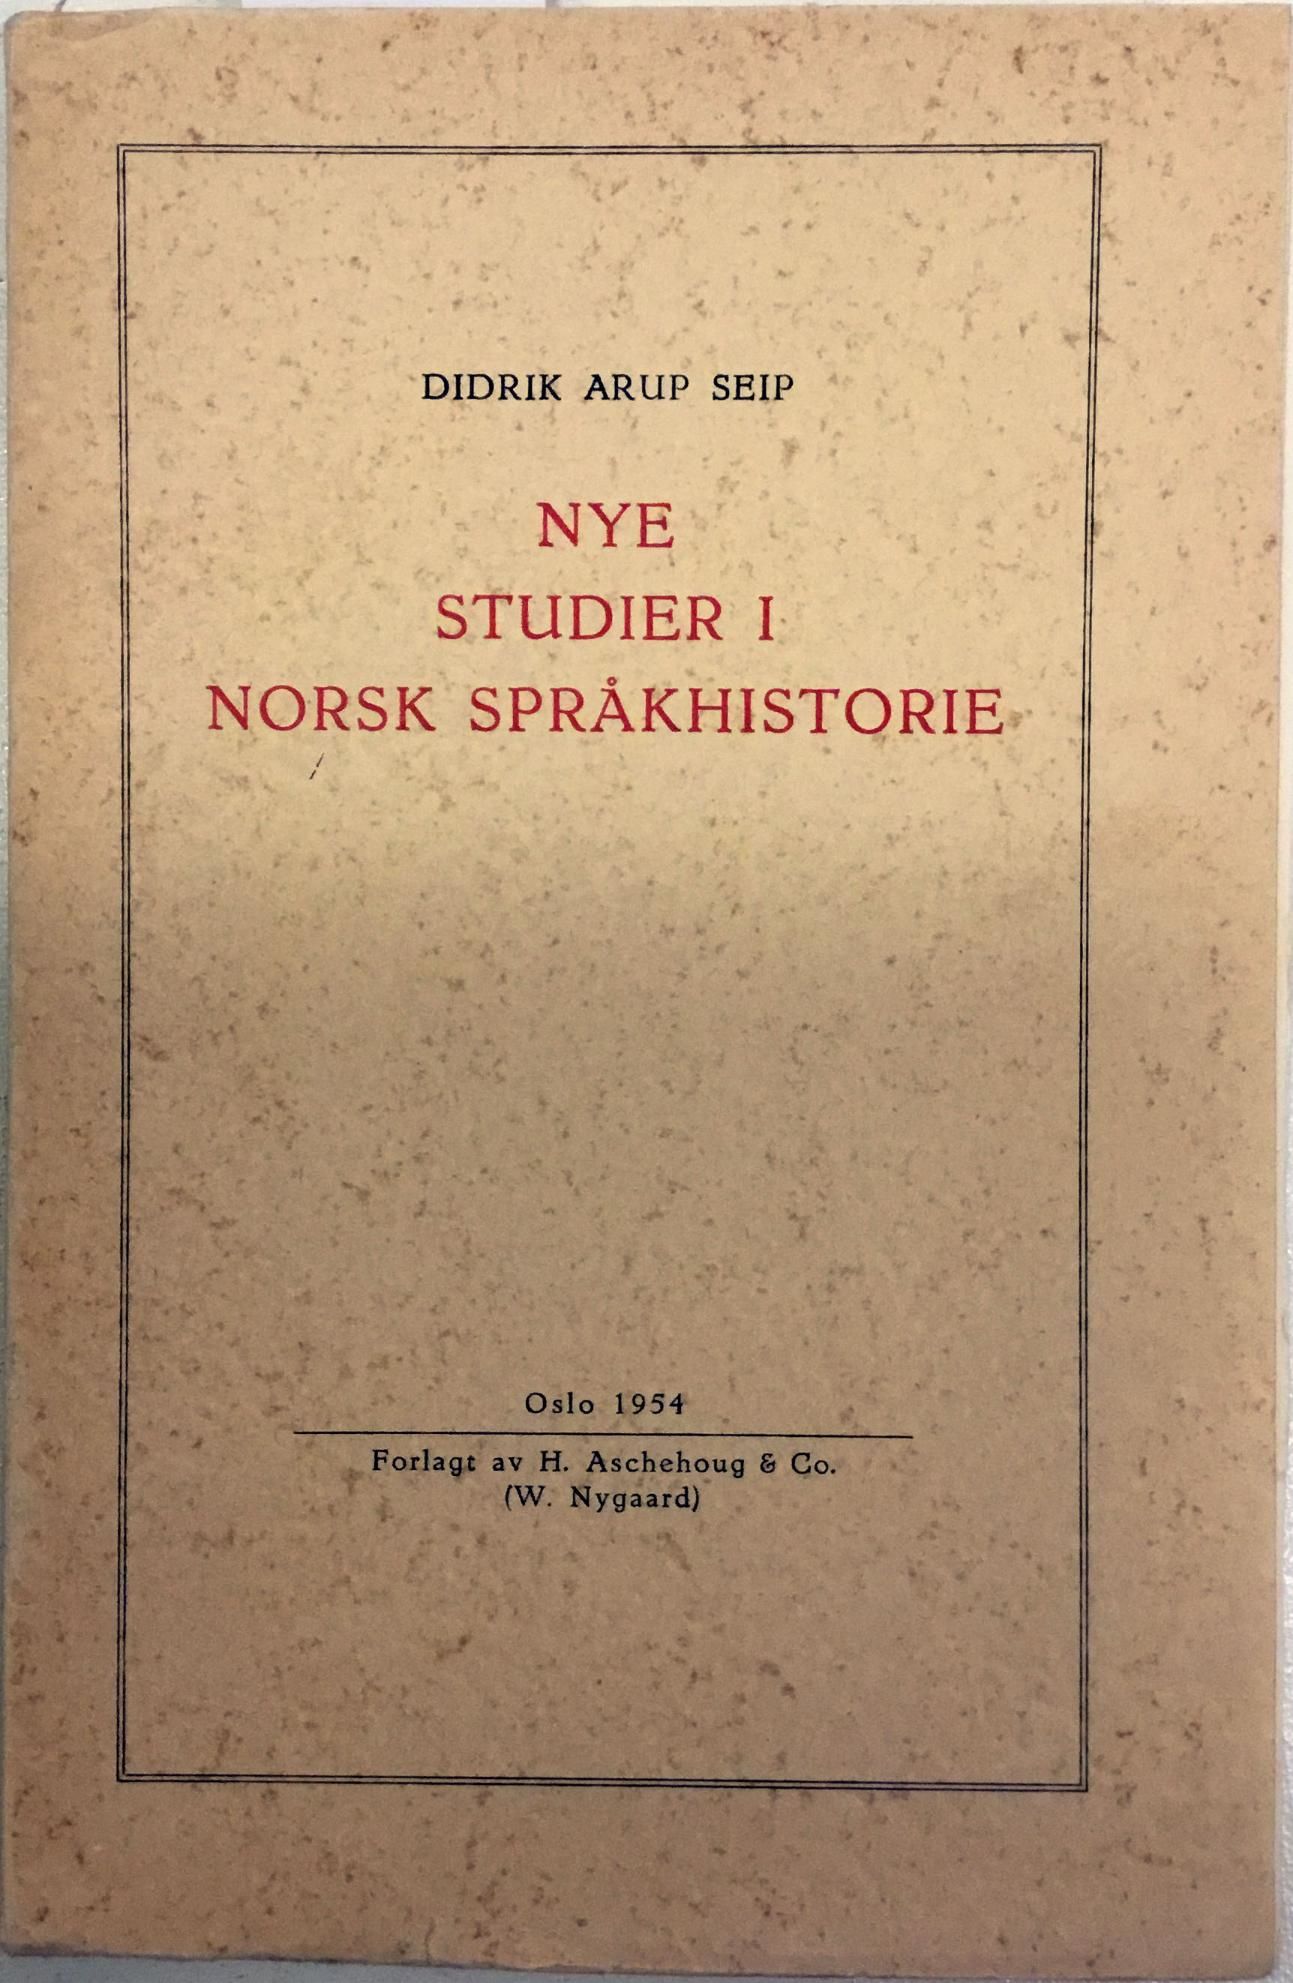 DIDRIK ARUP SEIP
NYE
STUDIER I
NORSK SPRÅKHISTORIE
Oslo 1954
Forlagt av H. Aschehoug & Co.
(W. Nygaard)